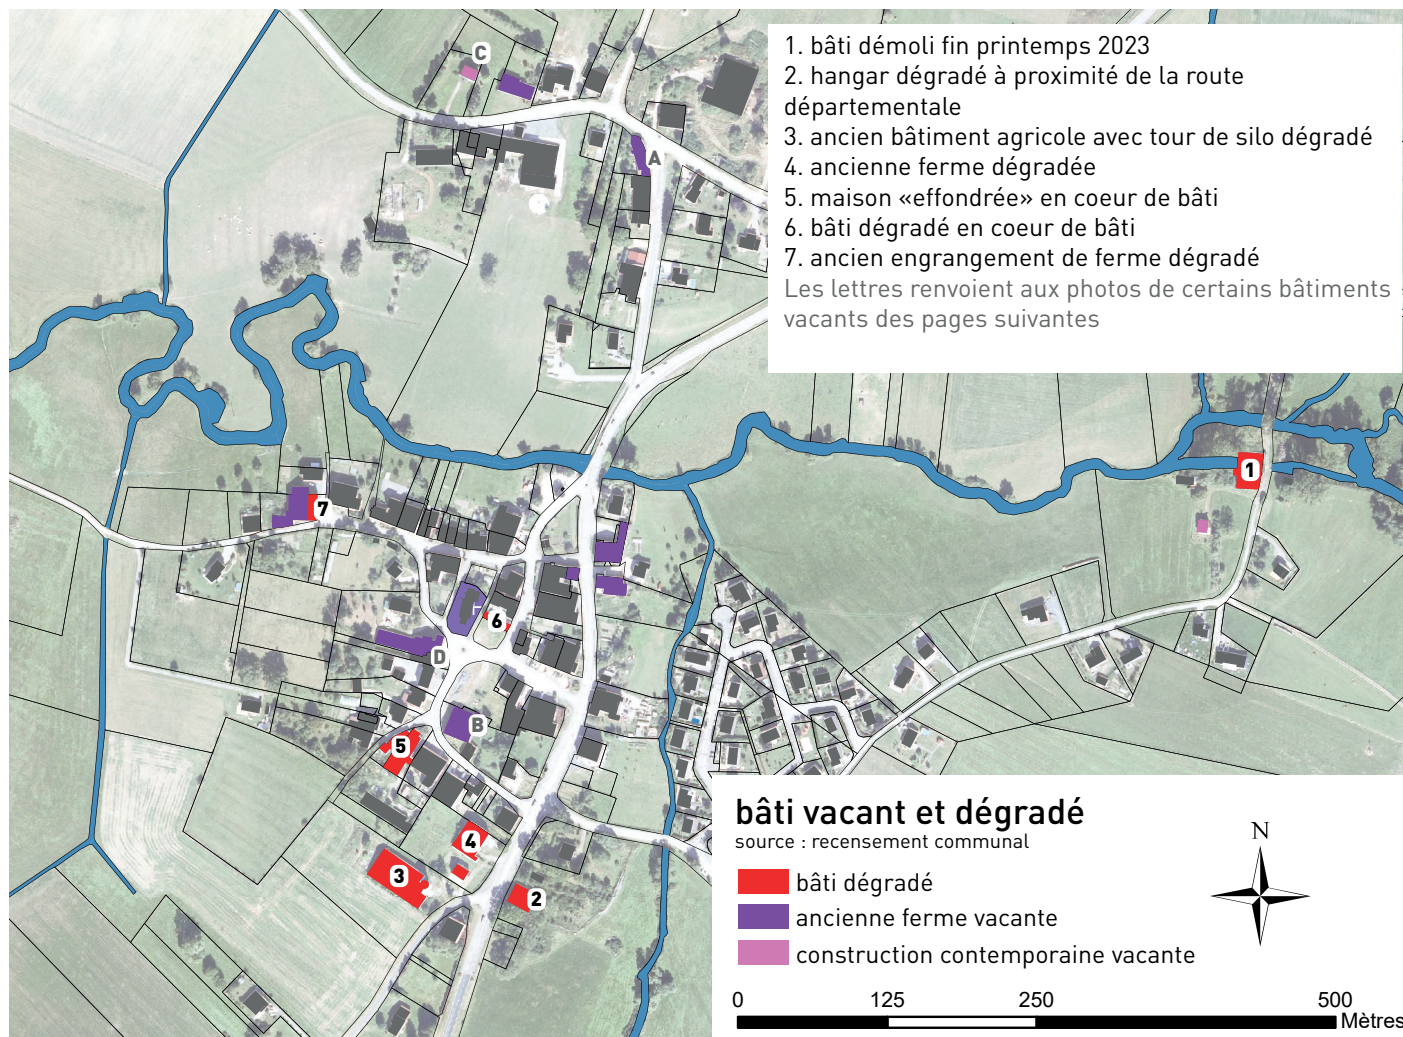 1. bâti démoli fin printemps 2023
2. hangar dégradé à proximité de la route
départementale
3. ancien bâtiment agricole avec tour de silo dégradé
4. ancienne ferme dégradée
5. maison «effondrée» en coeur de bâti
6. bâti dégradé en coeur de bâti
7. ancien engrangement de ferme dégradé
Les lettres renvoient aux photos de certains bâtiments
vacants des pages suivantes
C
A
1
7
6
D
B
5
4
3
2
bâti vacant et dégradé
source : recensement communal
bâti dégradé
ancienne ferme vacante
construction contemporaine vacante
N
0 125 250 500
Mètres